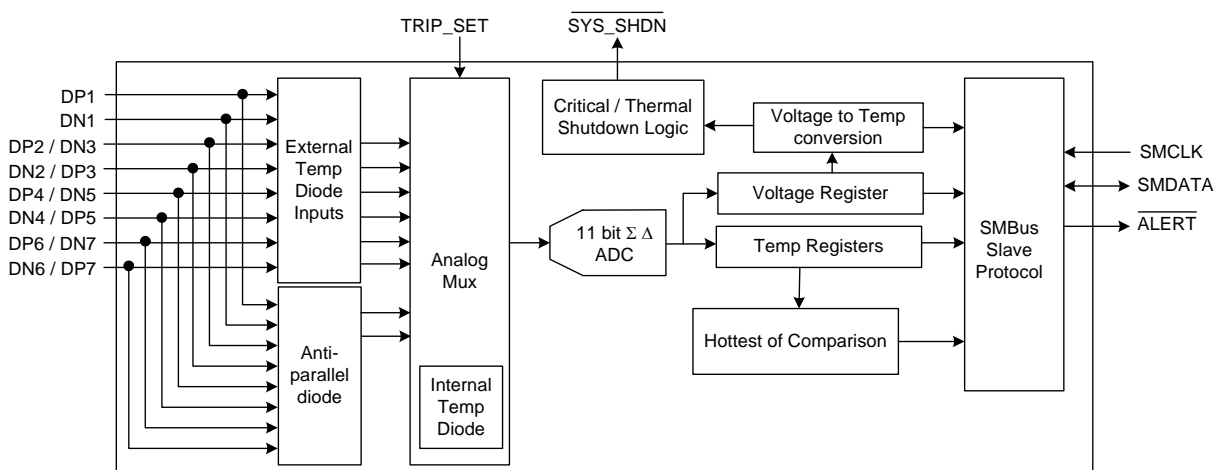 TRIP_SET
SYS_SHDN
DP1
DN1
DP2 / DN3
DN2 / DP3
DP4 / DN5
DN4 / DP5
DP6 / DN7
DN6 / DP7
External
Temp
Diode
Inputs
Anti-
parallel
diode
Analog
Mux
Internal
Temp
Diode
11 bit Σ Δ
ADC
Critical / Thermal
Shutdown Logic
Voltage to Temp
conversion
Voltage Register
Temp Registers
Hottest of Comparison
SMBus
Slave
Protocol
SMCLK
SMDATA
ALERT